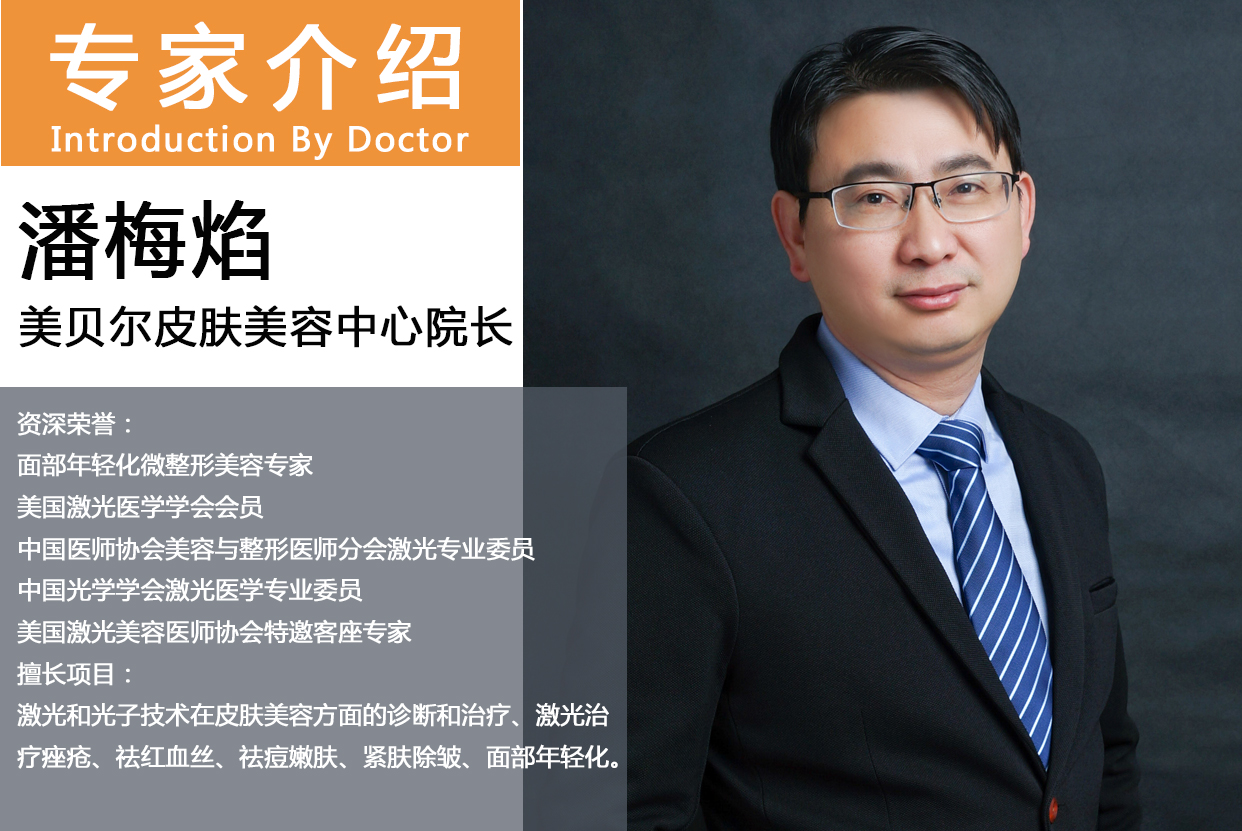 专家介绍
Introduction By Doctor
潘梅焰
美贝尔皮肤美容中心院长
资深荣誉：
面部年轻化微整形美容专家
美国激光医学学会会员
中国医师协会美容与整形医师分会激光专业委员
中国光学学会激光医学专业委员
美国激光美容医师协会特邀客座专家
擅长项目：
激光和光子技术在皮肤美容方面的诊断和治疗、激光治
疗痤疮、祛红血丝、祛痘嫩肤、紧肤除皱、面部年轻化。